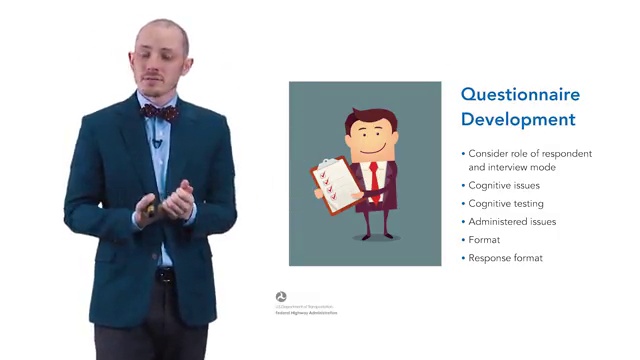 Questionnaire
Development
• Consider role of respondent
and interview mode
• Cognitive issues
• Cognitive testing
• Administered issues
• Format
• Response format
U.S.Department of Transportation
Federal Highway Administration